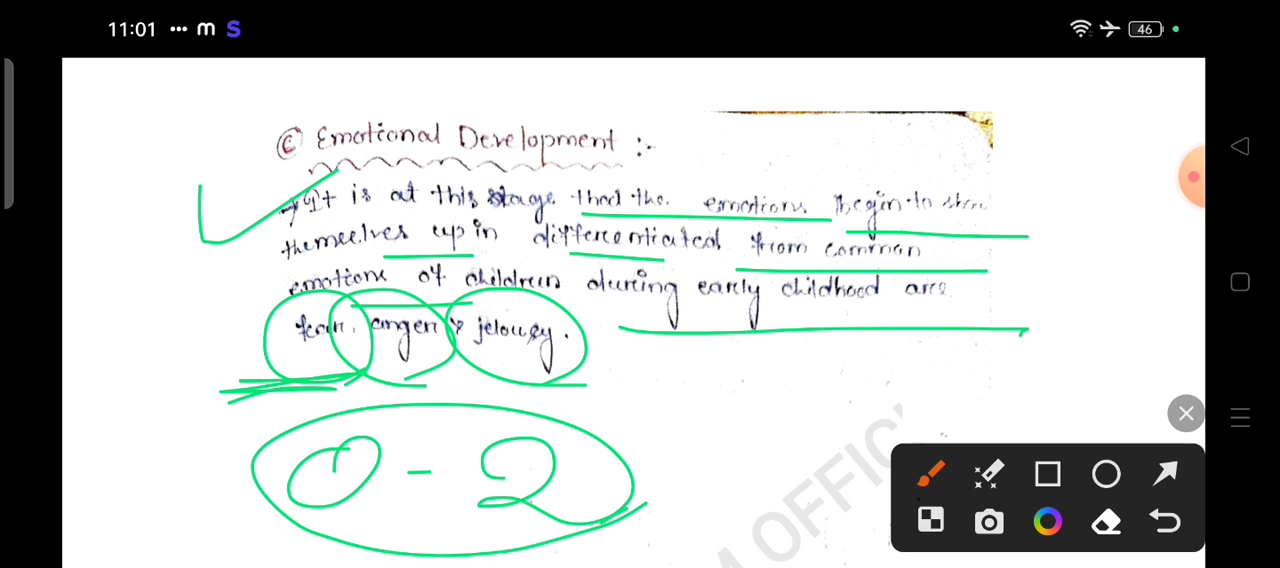 11:01 ... m S 46
© Emotional Development :-
→ It is at this stage that the emotions begin to show
themselves up in differentiated from common
emotions of children during early childhood are
fear, anger & jelousy.
0 - 2
M OFFIC